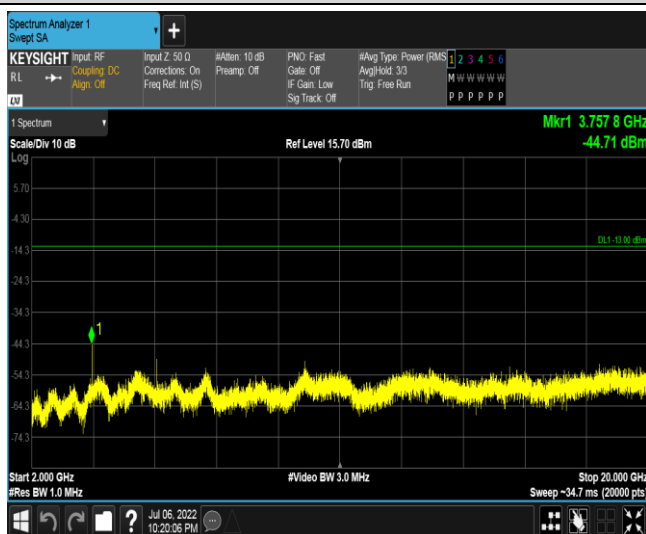 Spectrum Analyzer 1
Swept SA
+
KEYSIGHT
RL
LXI
Input: RF
Coupling: DC
Align: Off
Input Z: 50 Ω
Corrections: On
Freq Ref: Int (S)
#Atten: 10 dB
Preamp: Off
PNO: Fast
Gate: Off
IF Gain: Low
Sig Track: Off
#Avg Type: Power (RMS
Avg|Hold: 3/3
Trig: Free Run
1 2 3 4 5 6
M W W W W W
P P P P P P
1 Spectrum
Mkr1 3.757 8 GHz
Scale/Div 10 dB
Ref Level 15.70 dBm
-44.71 dBm
Log
5.70
-4.30
DL1 -13.00 dBm
-14.3
-24.3
-34.3
1
-44.3
-54.3
-64.3
-74.3
Start 2.000 GHz
#Video BW 3.0 MHz
Stop 20.000 GHz
#Res BW 1.0 MHz
Sweep ~34.7 ms (20000 pts)
?
Jul 06, 2022
10:20:06 PM